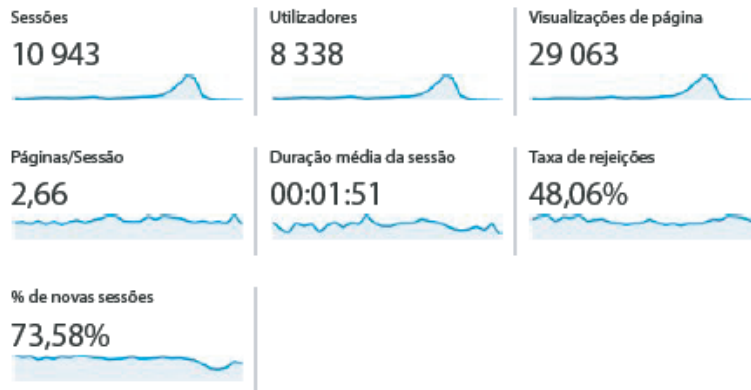 Sessões
Utilizadores
Visualizações de página
10 943
8 338
29 063
Páginas/Sessão
Duração média da sessão
Taxa de rejeições
2,66
00:01:51
48,06%
% de novas sessões
73,58%